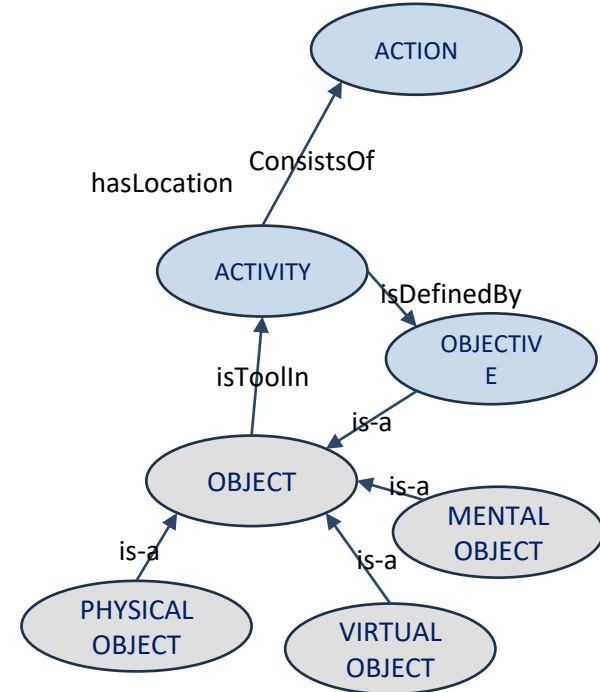 ACTION
ConsistsOf
hasLocation
ACTIVITY
isDefinedBy
OBJECTIV
E
isToolIn
is-a
OBJECT
is-a
MENTAL
OBJECT
is-a
is-a
PHYSICAL
OBJECT
VIRTUAL
OBJECT